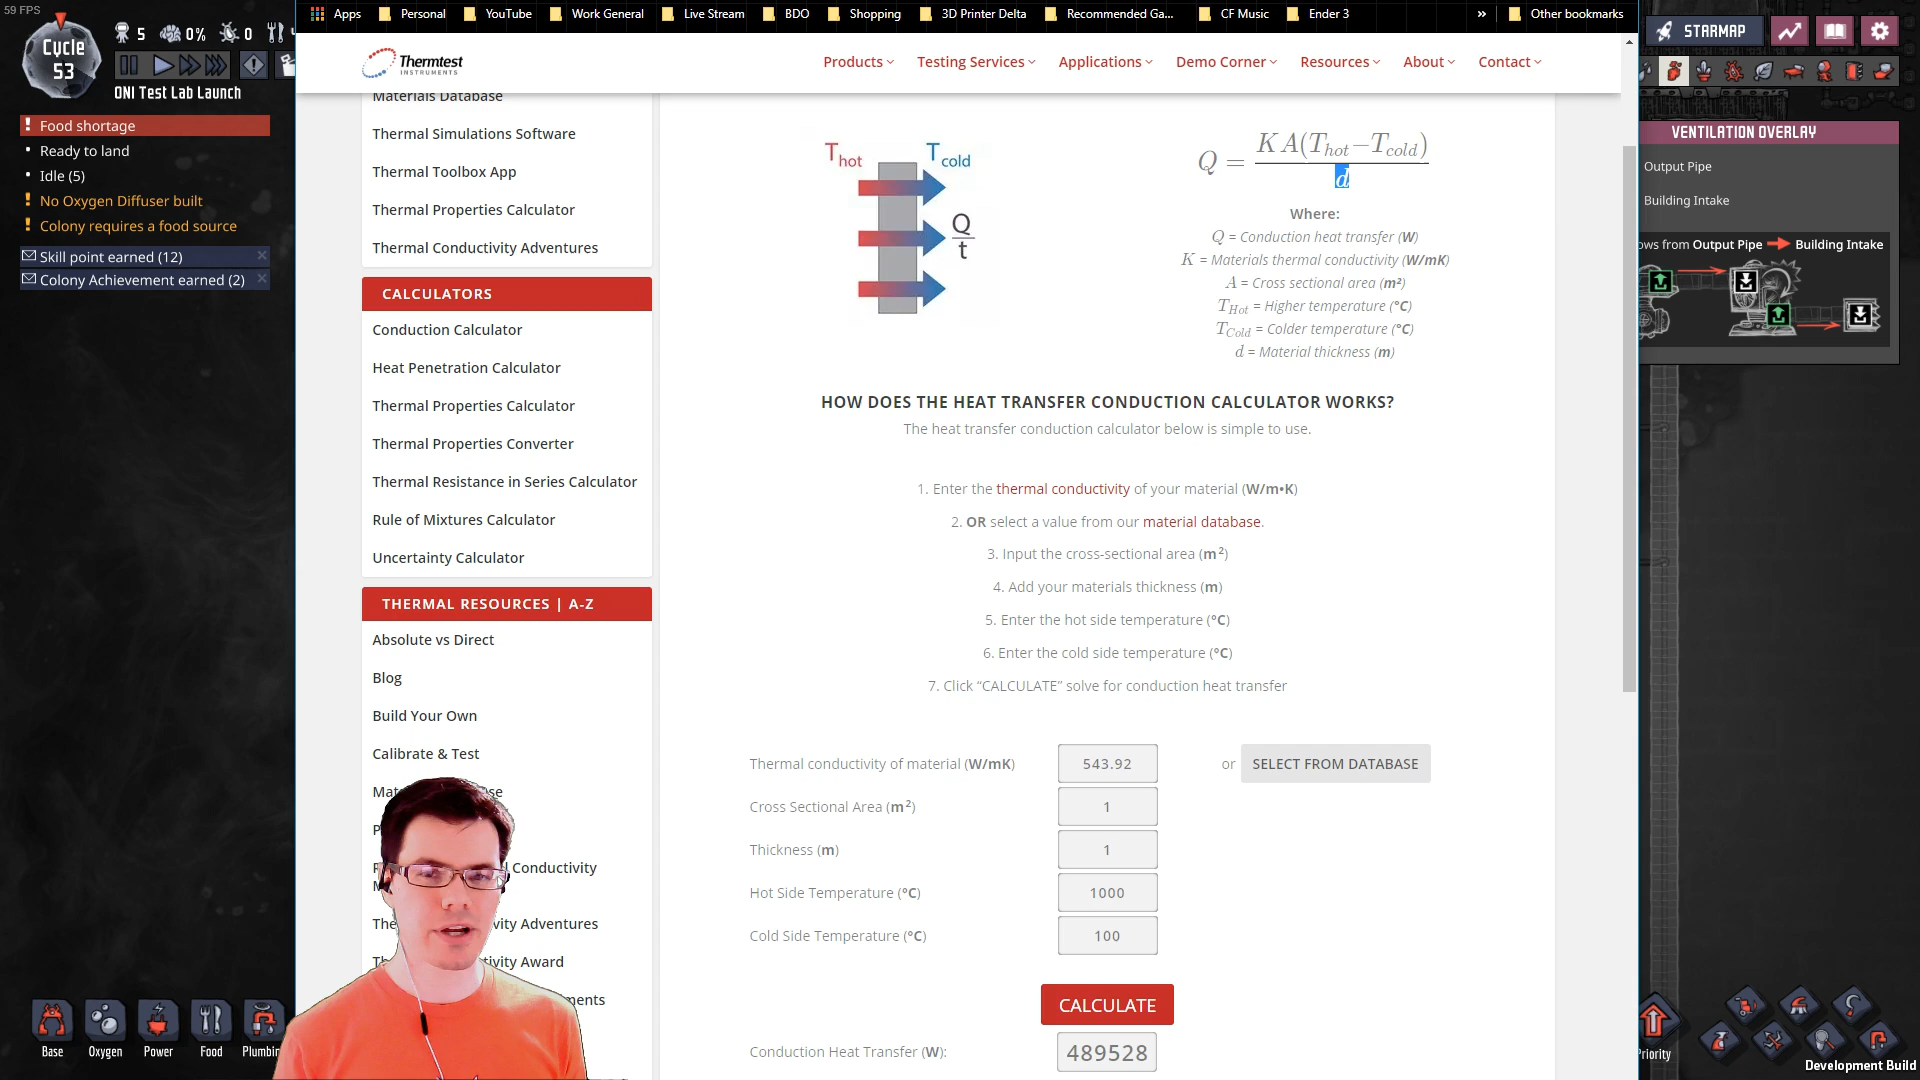 59 FPS
Cycle
53
5
0%
0
ONI Test Lab Launch
! Food shortage
• Ready to land
• Idle (5)
! No Oxygen Diffuser built
! Colony requires a food source
Skill point earned (12)
Colony Achievement earned (2)
Apps
Personal
YouTube
Work General
Live Stream
BDO
Shopping
3D Printer Delta
Recommended Ga...
CF Music
Ender 3
»
Other bookmarks
Thermtest
INSTRUMENTS
Products
Testing Services
Applications
Demo Corner
Resources
About
Contact
Materials Database
Thermal Simulations Software
Thermal Toolbox App
Thermal Properties Calculator
Thermal Conductivity Adventures
CALCULATORS
Conduction Calculator
Heat Penetration Calculator
Thermal Properties Calculator
Thermal Properties Converter
Thermal Resistance in Series Calculator
Rule of Mixtures Calculator
Uncertainty Calculator
THERMAL RESOURCES | A-Z
Absolute vs Direct
Blog
Build Your Own
Calibrate & Test
Conductivity
T hot
T cold
Q
t
Q = K A(T hot − T cold)
d
Where:
Q = Conduction heat transfer (W)
K = Materials thermal conductivity (W/mK)
A = Cross sectional area (m²)
T Hot = Higher temperature (°C)
T Cold = Colder temperature (°C)
d = Material thickness (m)
HOW DOES THE HEAT TRANSFER CONDUCTION CALCULATOR WORKS?
The heat transfer conduction calculator below is simple to use.
1. Enter the thermal conductivity of your material (W/m•K)
2. OR select a value from our material database.
3. Input the cross-sectional area (m²)
4. Add your materials thickness (m)
5. Enter the hot side temperature (°C)
6. Enter the cold side temperature (°C)
7. Click “CALCULATE” solve for conduction heat transfer
Thermal conductivity of material (W/mK) 543.92 or SELECT FROM DATABASE
Cross Sectional Area (m²) 1
Thickness (m) 1
Hot Side Temperature (°C) 1000
Cold Side Temperature (°C) 100
CALCULATE
Conduction Heat Transfer (W): 489528
STARMAP
VENTILATION OVERLAY
Output Pipe
Building Intake
ows from Output Pipe Building Intake
Base
Oxygen
Power
Food
Plumbin
Priority
Development Build